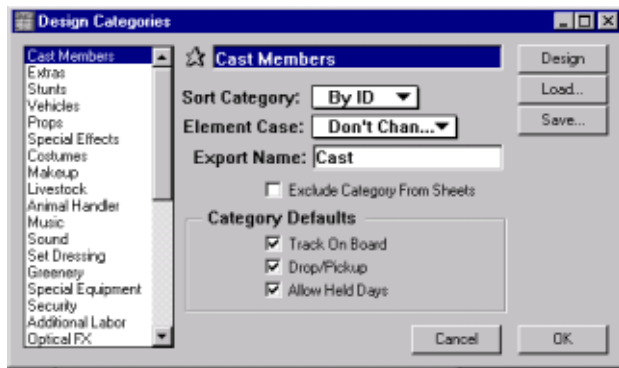 Design Categories
Cast Members
Extras
Stunts
Vehicles
Props
Special Effects
Costumes
Makeup
Livestock
Animal Handler
Music
Sound
Set Dressing
Greenery
Special Equipment
Security
Additional Labor
Optical FX
Cast Members
Sort Category: By ID
Element Case: Don't Chan...
Export Name: Cast
Exclude Category From Sheets
Category Defaults
Track On Board
Drop/Pickup
Allow Held Days
Design
Load...
Save...
Cancel
OK